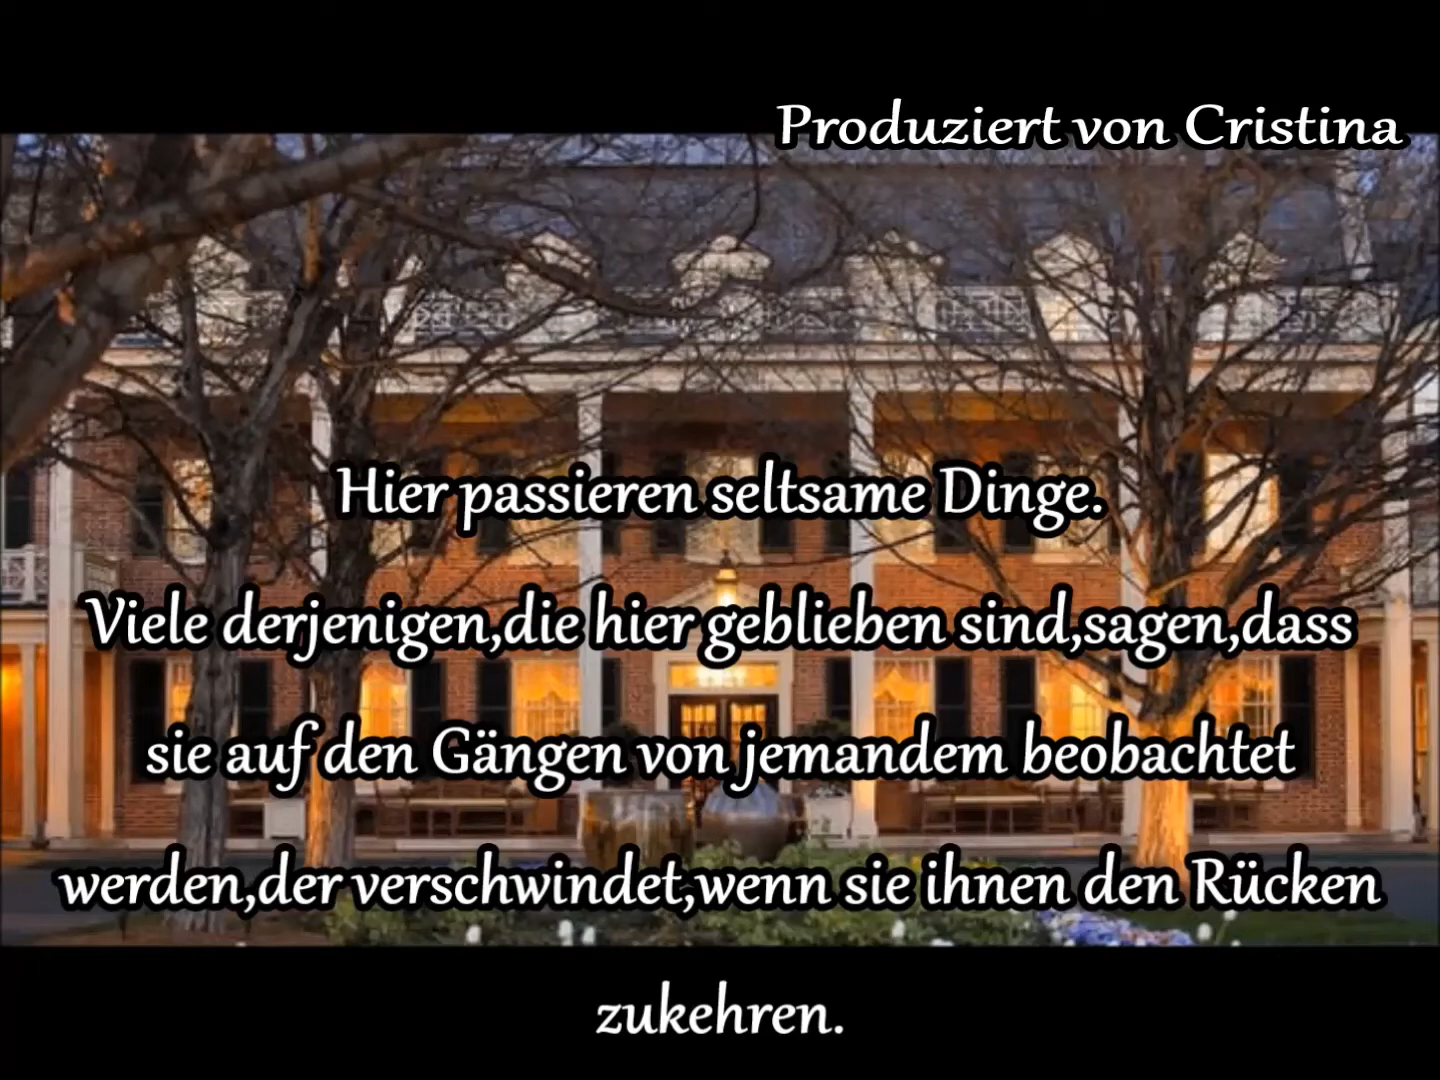 Produziert von Cristina
Hier passieren seltsame Dinge.
Viele derjenigen,die hier geblieben sind,sagen,dass
sie auf den Gängen von jemandem beobachtet
werden,der verschwindet,wenn sie ihnen den Rücken
zukehren.